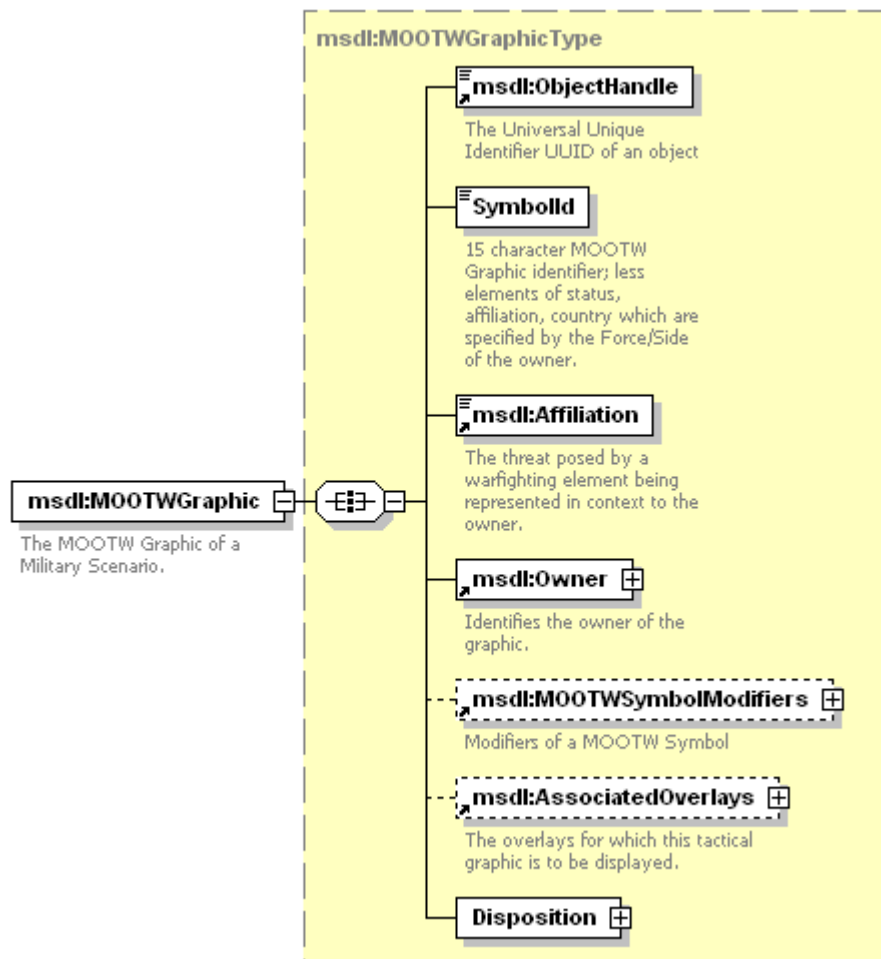 msdl:MOOTWGraphicType
msdl:ObjectHandle
The Universal Unique
Identifier UUID of an object
SymbolId
15 character MOOTW
Graphic identifier; less
elements of status,
affiliation, country which are
specified by the Force/Side
of the owner.
msdl:Affiliation
The threat posed by a
warfighting element being
represented in context to the
owner.
msdl:MOOTWGraphic
The MOOTW Graphic of a
Military Scenario.
msdl:Owner
Identifies the owner of the
graphic.
msdl:MOOTWSymbolModifiers
Modifiers of a MOOTW Symbol
msdl:AssociatedOverlays
The overlays for which this tactical
graphic is to be displayed.
Disposition